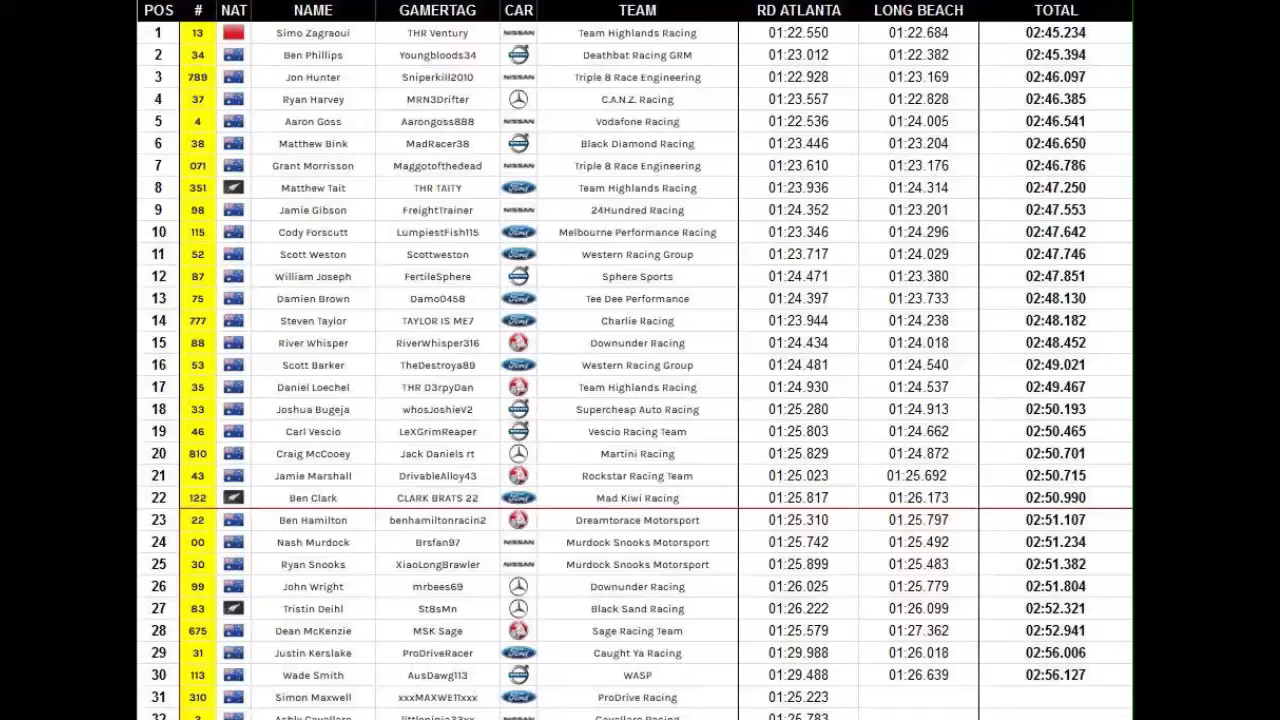 POS # NAT NAME GAMERTAG CAR TEAM RD ATLANTA LONG BEACH TOTAL
1 13 Simo Zagraoui THR Ventury NISSAN Team Highlands Racing 01:22.550 01:22.684 02:45.234
2 34 Ben Phillips Youngbloods34 Deathbat Racing GRM 01:23.012 01:22.382 02:45.394
3 789 Jon Hunter Sniperkill2010 NISSAN Triple 8 Race Engineering 01:22.928 01:23.169 02:46.097
4 37 Ryan Harvey MRN3Drifter C.A.N.Z. Racing 01:23.557 01:22.828 02:46.385
5 4 Aaron Goss Aarongoss888 NISSAN Vodafone Racing 01:22.536 01:24.005 02:46.541
6 38 Matthew Bink MadRacer38 Black Diamond Racing 01:23.446 01:23.204 02:46.650
7 071 Grant Morrisson Maggotofthedead NISSAN Triple 8 Race Engineering 01:23.610 01:23.176 02:46.786
8 351 Matthew Tait THR TAITY Ford Team Highlands Racing 01:23.936 01:24.314 02:47.250
9 98 Jamie Gibson FreightTrainer NISSAN 24Hundred Racing 01:24.352 01:23.191 02:47.553
10 115 Cody Forscutt LumpiestFish115 Ford Melbourne Performance Racing 01:23.346 01:24.296 02:47.642
11 52 Scott Weston Scottweston Ford Western Racing Group 01:23.717 01:24.029 02:47.746
12 87 William Joseph FertileSphere Sphere Sports 01:24.471 01:23.380 02:47.851
13 75 Damien Brown Damo0458 Ford Tee Dee Performance 01:24.397 01:23.733 02:48.130
14 777 Steven Taylor TAYLOR IS ME7 Ford Charlie Racing 01:23.944 01:24.238 02:48.182
15 88 River Whisper RiverWhisper316 Downunder Racing 01:24.434 01:24.018 02:48.452
16 53 Scott Barker TheDestroya89 Ford Western Racing Group 01:24.481 01:24.540 02:49.021
17 35 Daniel Loechel THR D3rpyDan Team Highlands Racing 01:24.930 01:24.537 02:49.467
18 33 Joshua Bugeja WhosJoshieV2 Supercheap Auto Racing 01:25.280 01:24.913 02:50.193
19 46 Carl Vescio LeXGrimReaper Vescio Racing 01:25.803 01:24.662 02:50.465
20 810 Craig McCooey Jack Daniels rt Martini Racing 01:25.829 01:24.872 02:50.701
21 43 Jamie Marshall DrivableAlloy43 Rockstar Racing Team 01:25.023 01:25.692 02:50.715
22 122 Ben Clark CLARK BRATS 22 Ford Mad Kiwi Racing 01:25.817 01:26.173 02:50.990
23 22 Ben Hamilton benhamiltonracin2 Dreamtorace Motorsport 01:25.310 01:25.797 02:51.107
24 00 Nash Murdock Brsfan97 NISSAN Murdock Snooks Motorsport 01:25.742 01:25.492 02:51.234
25 30 Ryan Snooks NISSAN Murdock Snooks Motorsport 01:25.899 01:25.483 02:51.382
26 99 John Wright mrbees69 Downunder Racing 01:26.025 01:25.779 02:51.804
27 83 Tristin Deihl St8sMn Black Sand Racing 01:26.222 01:26.099 02:52.321
28 675 Dean McKenzie MSK Sage Sage Racing Team 01:25.579 01:27.362 02:52.941
29 31 Justin Kerslake ProDriveRacer Ford Caught Ya Racing 01:29.988 01:26.018 02:56.006
30 113 Wade Smith AusDawg113 WASP 01:29.488 01:26.639 02:56.127
31 310 Simon Maxwell xxxMAXWE11xxx Ford ProDrive Racing 01:25.223